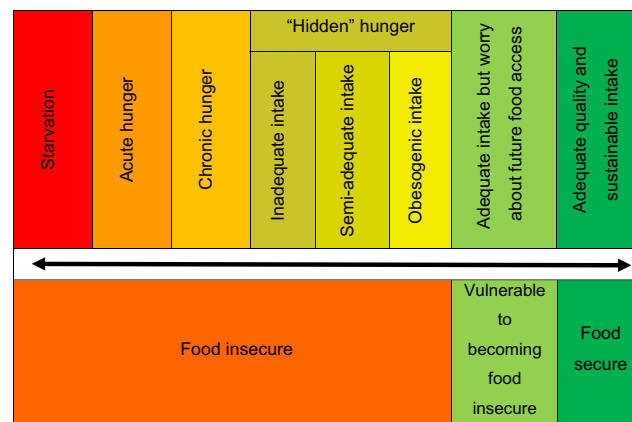 Starvation
Acute hunger
Chronic hunger
“Hidden” hunger
Inadequate intake
Semi-adequate intake
Obesogenic intake
Adequate intake but worry
about future food access
Adequate quality and
sustainable intake
Food insecure
Vulnerable
to
becoming
food
insecure
Food
secure